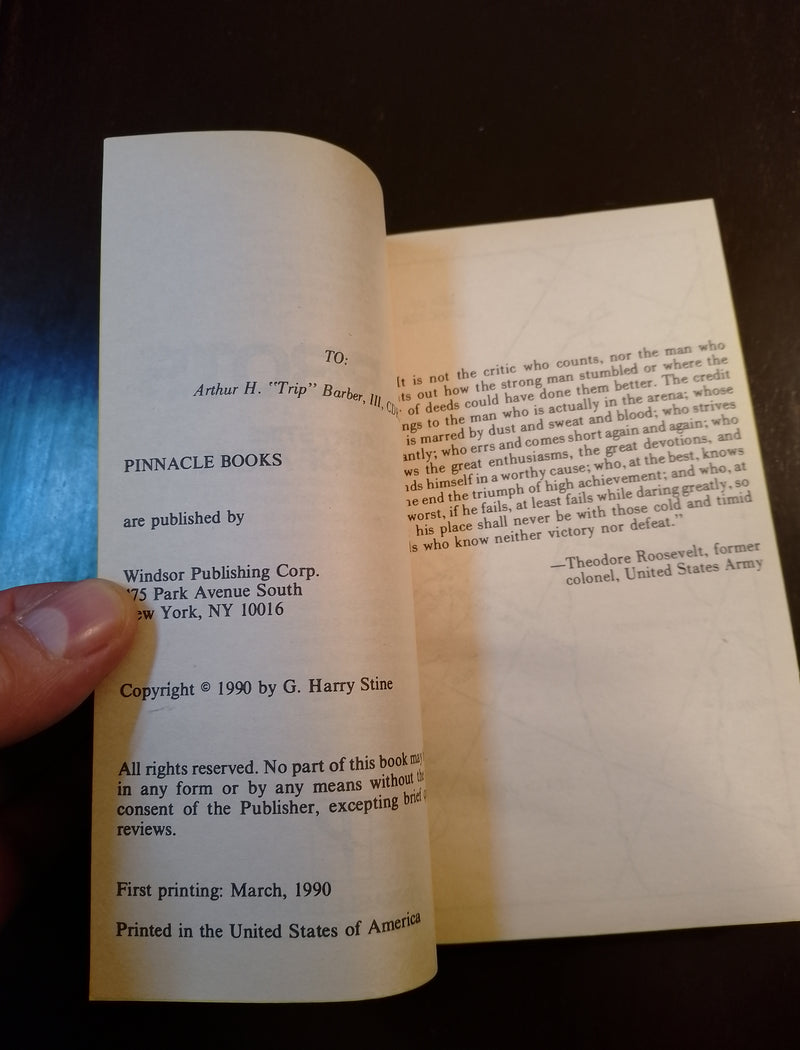 TO:
Arthur H. "Trip" Barber, III,
PINNACLE BOOKS
are published by
Windsor Publishing Corp.
Park Avenue South
York, NY 10016
Copyright © 1990 by G. Harry Stine
All rights reserved. No part of this book may
in any form or by any means without
consent of the Publisher, excepting brief
reviews.
First printing: March, 1990
Printed in the United States of America
It is not the critic who counts, nor the man who
out how the strong man stumbled or where the
of deeds could have done them better. The credit
to the man who is actually in the arena; whose
is marred by dust and sweat and blood; who strives
who errs and comes short again and again; who
the great enthusiasms, the great devotions, and
himself in a worthy cause; who, at the best, knows
end the triumph of high achievement; and who, at
worst, if he fails, at least fails while daring greatly, so
his place shall never be with those cold and timid
who know neither victory nor defeat."
—Theodore Roosevelt, former
colonel, United States Army